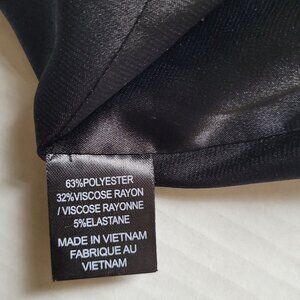 63%POLYESTER
32%VISCOSE RAYON
/ VISCOSE RAYONNE
5%ELASTANE
MADE IN VIETNAM
FABRIQUE AU
VIETNAM